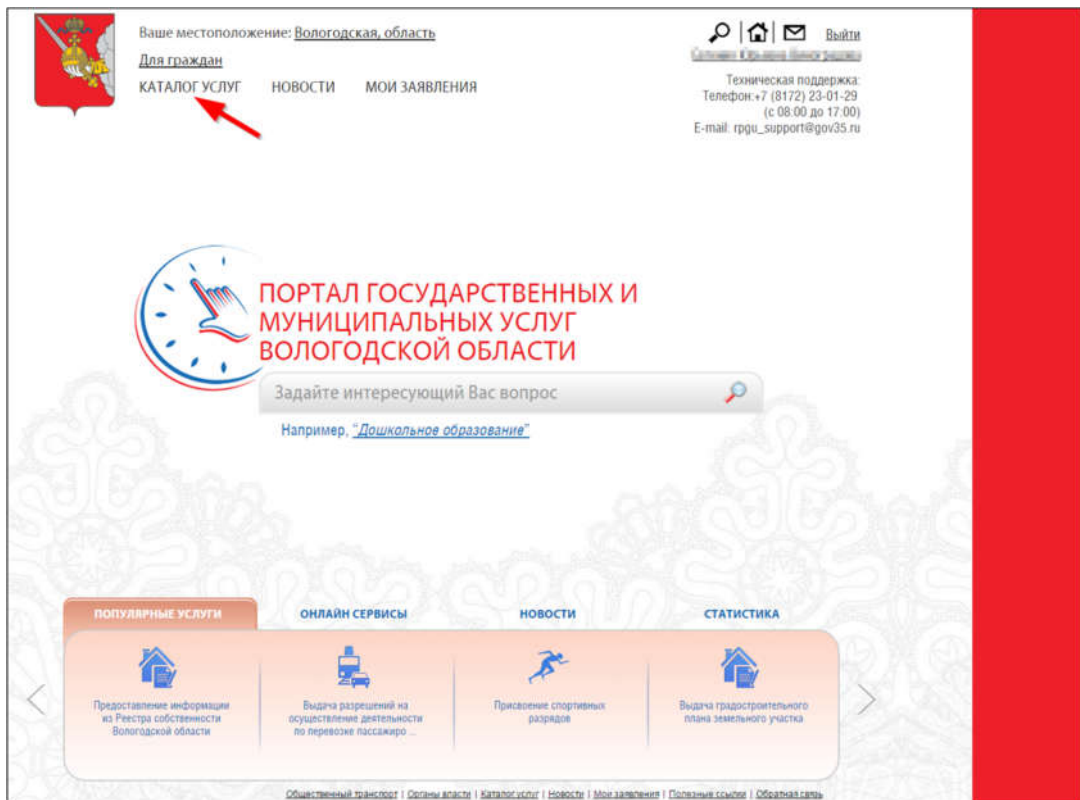 Ваше местоположение: Вологодская, область
Для граждан
КАТАЛОГ УСЛУГ НОВОСТИ МОИ ЗАЯВЛЕНИЯ
Выйти
Техническая поддержка:
Телефон:+7 (8172) 23-01-29
(с 08:00 до 17:00)
E-mail: rpgu_support@gov35.ru
ПОРТАЛ ГОСУДАРСТВЕННЫХ И
МУНИЦИПАЛЬНЫХ УСЛУГ
ВОЛОГОДСКОЙ ОБЛАСТИ
Задайте интересующий Вас вопрос
Например, "Дошкольное образование"
ПОПУЛЯРНЫЕ УСЛУГИ ОНЛАЙН СЕРВИСЫ НОВОСТИ СТАТИСТИКА
Предоставление информации
из Реестра собственности
Вологодской области
Выдача разрешений на
осуществление деятельности
по перевозке пассажиро ...
Присвоение спортивных
разрядов
Выдача градостроительного
плана земельного участка
Общественный транспорт | Органы власти | Каталог услуг | Новости | Мои заявления | Полезные ссылки | Обратная связь